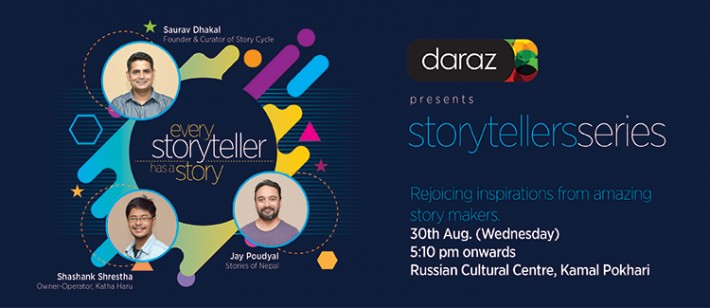 Saurav Dhakal
Founder & Curator of Story Cycle
every
storyteller
has a story
Jay Poudyal
Stories of Nepal
Shashank Shrestha
Owner-Operator, Katha Haru
daraz
presents
storytellersseries
Rejoicing inspirations from amazing
story makers.
30th Aug. (Wednesday)
5:10 pm onwards
Russian Cultural Centre, Kamal Pokhari